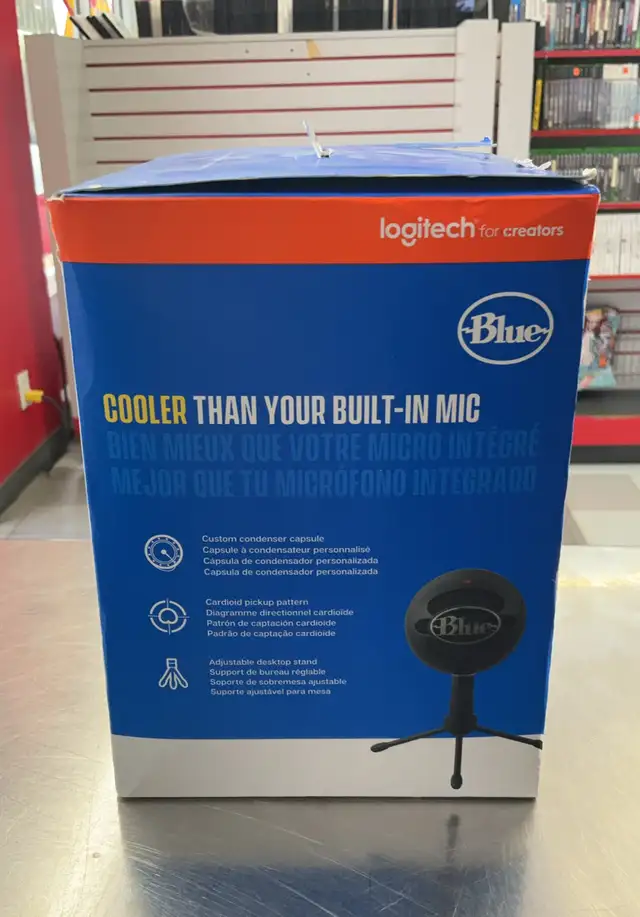 logitech for creators
Blue
COOLER THAN YOUR BUILT-IN MIC
BIEN MIEUX QUE VOTRE MICRO INTÉGRÉ
MEJOR QUE TU MICRÓFONO INTEGRADO
Custom condenser capsule
Capsule à condensateur personnalisé
Cápsula de condensador personalizada
Capsula de condensador personalizada
Cardioid pickup pattern
Diagramme directionnel cardioïde
Patrón de captación cardioide
Padrão de captação cardioide
Adjustable desktop stand
Support de bureau réglable
Soporte de sobremesa ajustable
Suporte ajustável para mesa
Blue